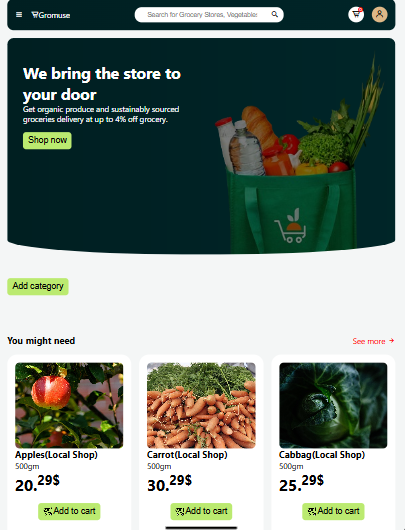 Gromuse
Search for Grocery Stores, Vegetable:
We bring the store to
your door
Get organic produce and sustainably sourced
groceries delivery at up to 4% off grocery.
Shop now
Add category
You might need
See more →
Apples(Local Shop)
500gm
20.29$
Add to cart
Carrot(Local Shop)
500gm
30.29$
Add to cart
Cabbag(Local Shop)
500gm
25.29$
Add to cart